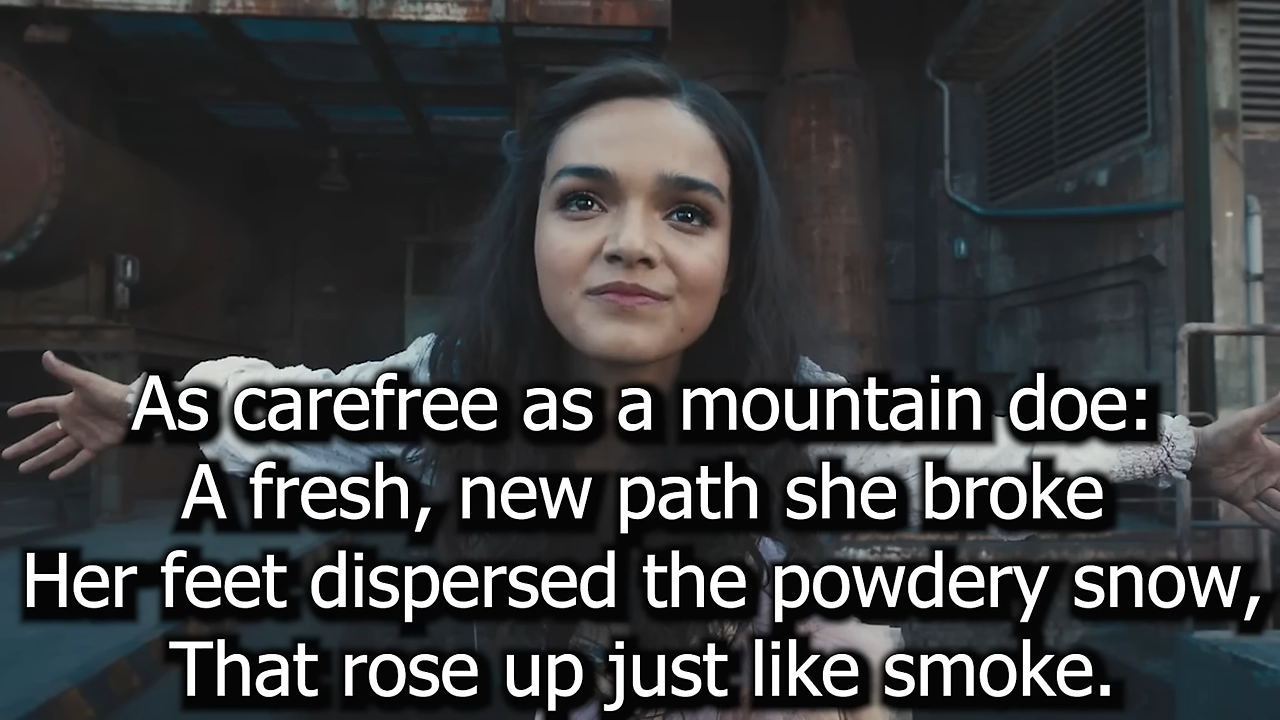 As carefree as a mountain doe:
A fresh, new path she broke
Her feet dispersed the powdery snow,
That rose up just like smoke.